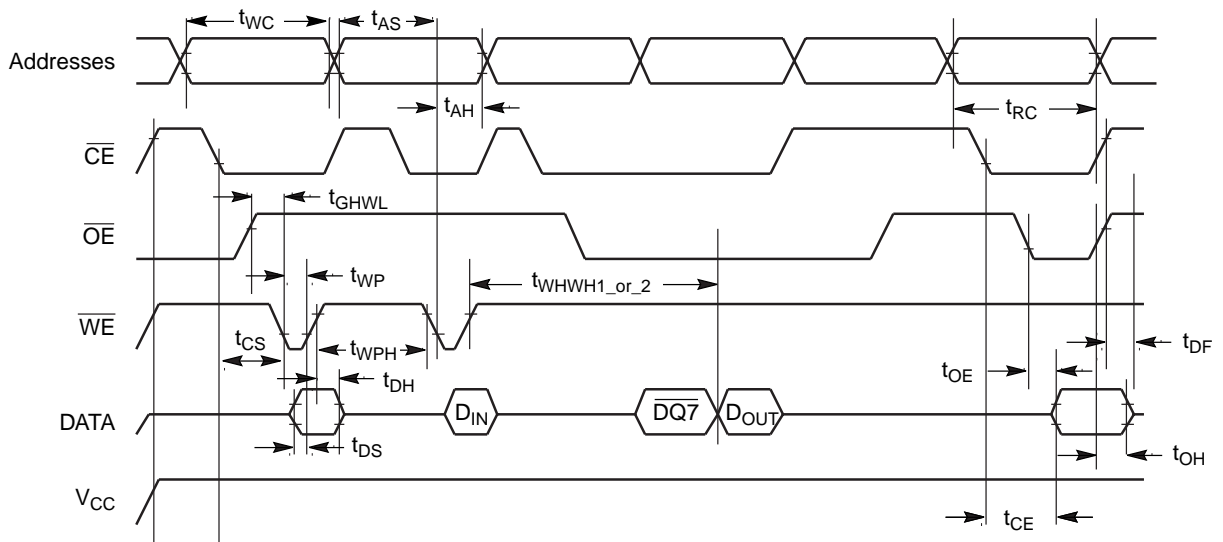 tWC
tAS
Addresses
tAH
tRC
CE
tGHWL
OE
tWP
tWHWH1_or_2
WE
tCS
tWPH
tDF
tDH
tOE
DATA
DIN
DQ7
DOUT
tDS
tOH
VCC
tCE